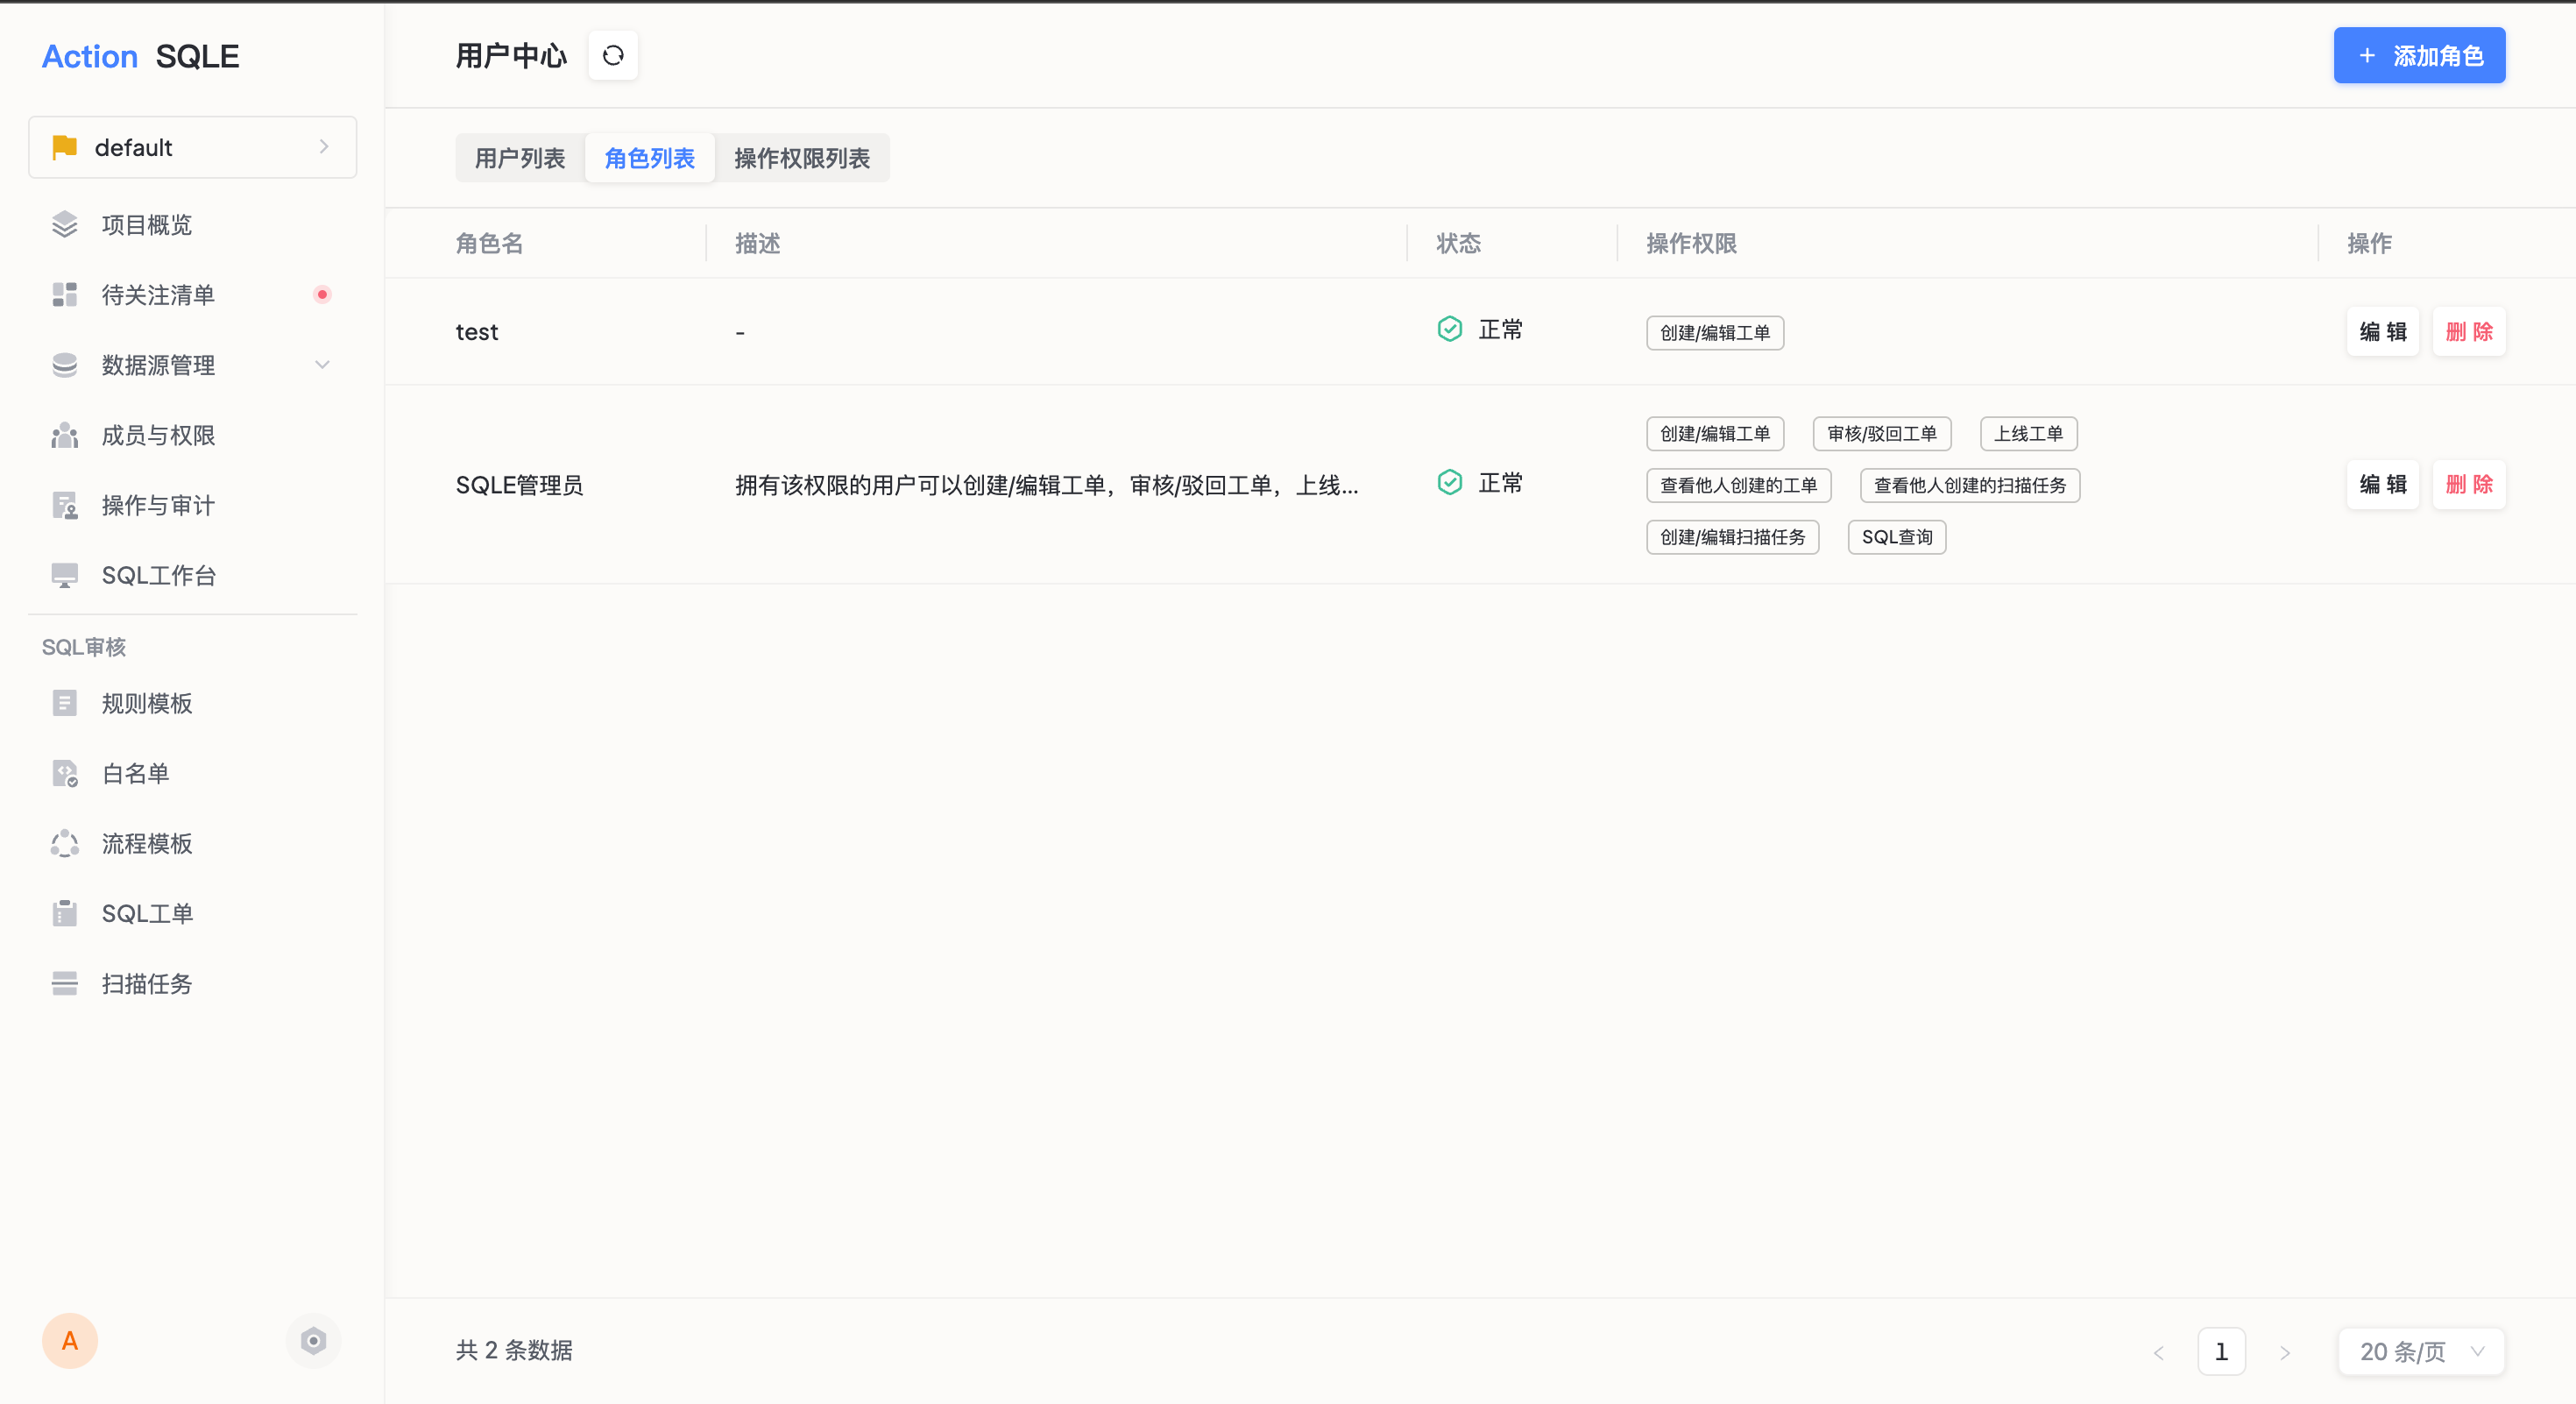 Action SQLE
default
项目概览
待关注清单
数据源管理
成员与权限
操作与审计
SQL工作台
SQL审核
规则模板
白名单
流程模板
SQL工单
扫描任务
A
用户中心
+ 添加角色
用户列表 角色列表 操作权限列表
角色名 描述 状态 操作权限 操作
test - 正常 创建/编辑工单 编 辑 删 除
创建/编辑工单 审核/驳回工单 上线工单
SQLE管理员 拥有该权限的用户可以创建/编辑工单，审核/驳回工单，上线... 正常 查看他人创建的工单 查看他人创建的扫描任务 编 辑 删 除
创建/编辑扫描任务 SQL查询
共 2 条数据 < 1 > 20 条/页